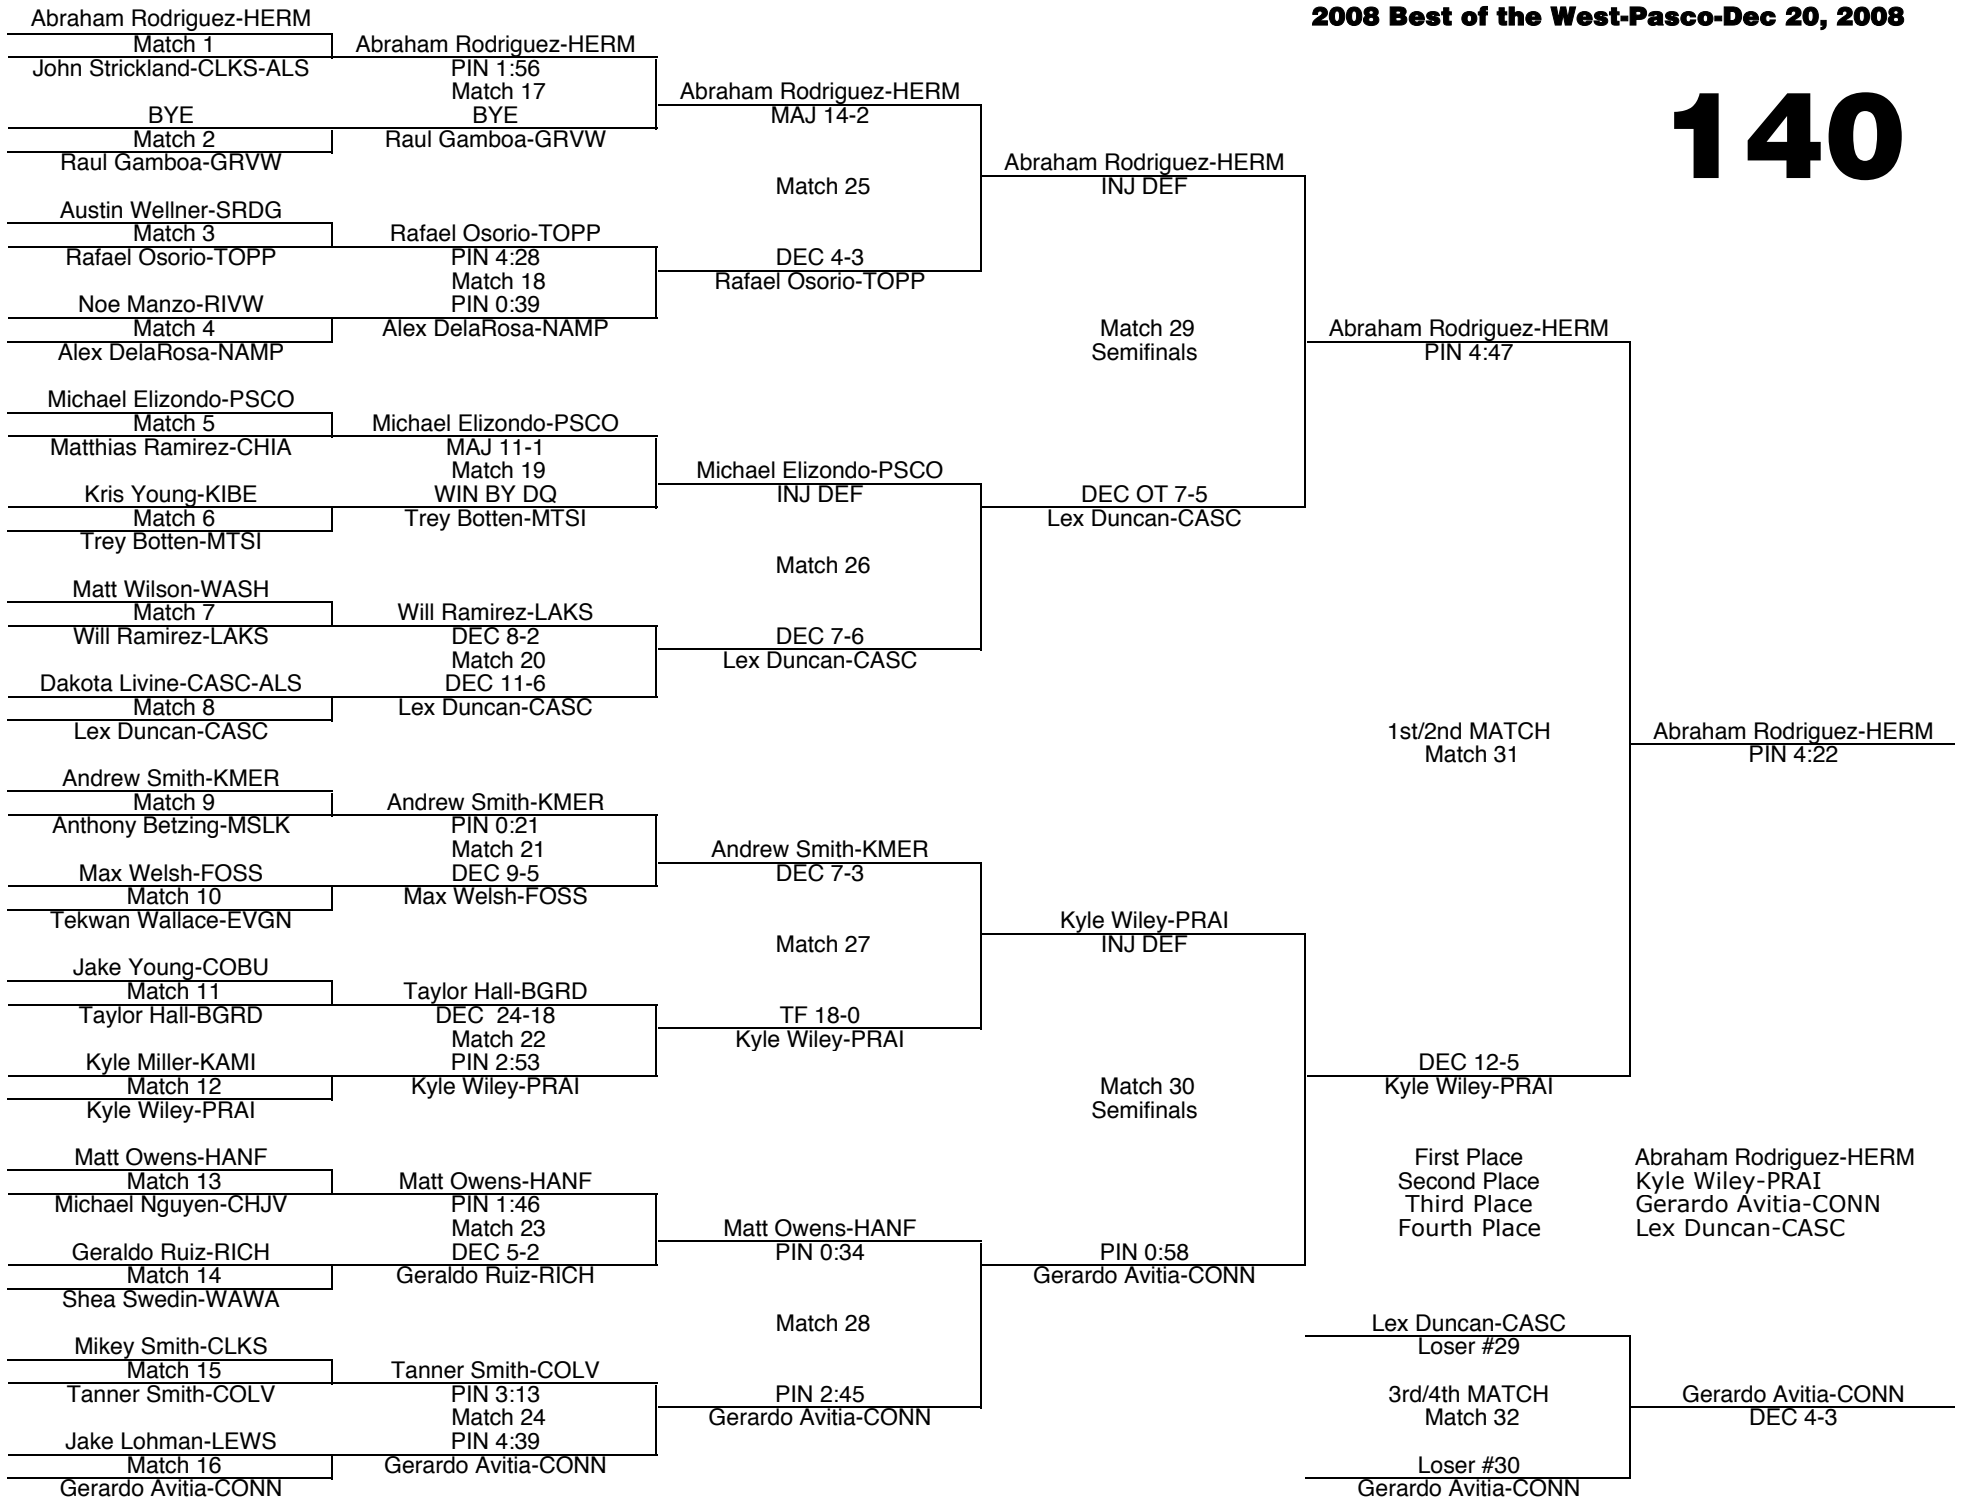 2008 Best of the West-Pasco-Dec 20, 2008
140
Abraham Rodriguez-HERM
Match 1
John Strickland-CLKS-ALS
BYE
Match 2
Raul Gamboa-GRVW
Austin Wellner-SRDG
Match 3
Rafael Osorio-TOPP
Noe Manzo-RIVW
Match 4
Alex DelaRosa-NAMP
Michael Elizondo-PSCO
Match 5
Matthias Ramirez-CHIA
Kris Young-KIBE
Match 6
Trey Botten-MTSI
Matt Wilson-WASH
Match 7
Will Ramirez-LAKS
Dakota Livine-CASC-ALS
Match 8
Lex Duncan-CASC
Andrew Smith-KMER
Match 9
Anthony Betzing-MSLK
Max Welsh-FOSS
Match 10
Tekwan Wallace-EVGN
Jake Young-COBU
Match 11
Taylor Hall-BGRD
Kyle Miller-KAMI
Match 12
Kyle Wiley-PRAI
Matt Owens-HANF
Match 13
Michael Nguyen-CHJV
Geraldo Ruiz-RICH
Match 14
Shea Swedin-WAWA
Mikey Smith-CLKS
Match 15
Tanner Smith-COLV
Jake Lohman-LEWS
Match 16
Gerardo Avitia-CONN
Abraham Rodriguez-HERM
PIN 1:56
Match 17
BYE
Raul Gamboa-GRVW
Rafael Osorio-TOPP
PIN 4:28
Match 18
PIN 0:39
Alex DelaRosa-NAMP
Michael Elizondo-PSCO
MAJ 11-1
Match 19
WIN BY DQ
Trey Botten-MTSI
Will Ramirez-LAKS
DEC 8-2
Match 20
DEC 11-6
Lex Duncan-CASC
Andrew Smith-KMER
PIN 0:21
Match 21
DEC 9-5
Max Welsh-FOSS
Taylor Hall-BGRD
DEC 24-18
Match 22
PIN 2:53
Kyle Wiley-PRAI
Matt Owens-HANF
PIN 1:46
Match 23
DEC 5-2
Geraldo Ruiz-RICH
Tanner Smith-COLV
PIN 3:13
Match 24
PIN 4:39
Gerardo Avitia-CONN
Abraham Rodriguez-HERM
MAJ 14-2
Match 25
DEC 4-3
Rafael Osorio-TOPP
Michael Elizondo-PSCO
INJ DEF
Match 26
DEC 7-6
Lex Duncan-CASC
Andrew Smith-KMER
DEC 7-3
Match 27
TF 18-0
Kyle Wiley-PRAI
Matt Owens-HANF
PIN 0:34
Match 28
PIN 2:45
Gerardo Avitia-CONN
Abraham Rodriguez-HERM
INJ DEF
Match 29
Semifinals
DEC OT 7-5
Lex Duncan-CASC
Kyle Wiley-PRAI
INJ DEF
Match 30
Semifinals
PIN 0:58
Gerardo Avitia-CONN
Abraham Rodriguez-HERM
PIN 4:47
1st/2nd MATCH
Match 31
DEC 12-5
Kyle Wiley-PRAI
Abraham Rodriguez-HERM
PIN 4:22
First Place Abraham Rodriguez-HERM
Second Place Kyle Wiley-PRAI
Third Place Gerardo Avitia-CONN
Fourth Place Lex Duncan-CASC
Lex Duncan-CASC
Loser #29
3rd/4th MATCH
Match 32
Loser #30
Gerardo Avitia-CONN
Gerardo Avitia-CONN
DEC 4-3